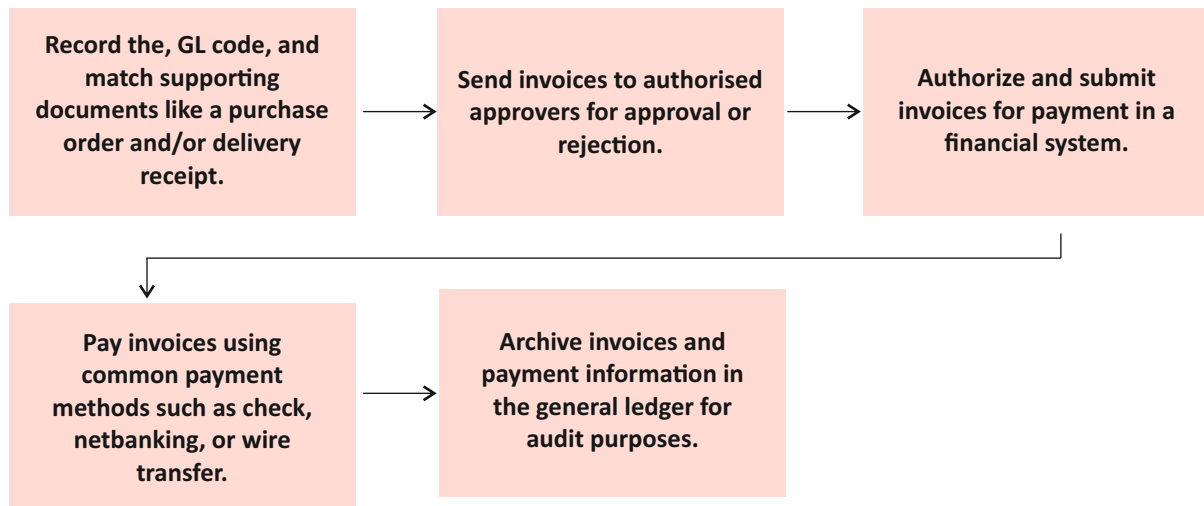 Record the, GL code, and
match supporting
documents like a purchase
order and/or delivery
receipt.
Send invoices to authorised
approvers for approval or
rejection.
Authorize and submit
invoices for payment in a
financial system.
Pay invoices using
common payment
methods such as check,
netbanking, or wire
transfer.
Archive invoices and
payment information in
the general ledger for
audit purposes.